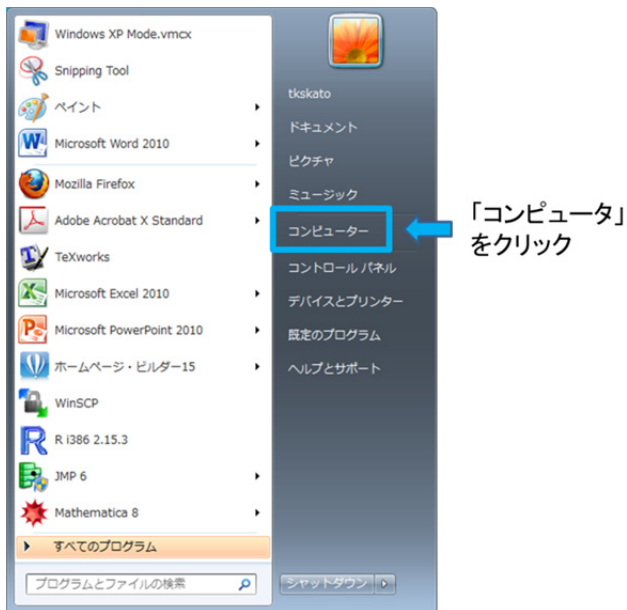 Windows XP Mode.vmcx
Snipping Tool
ペイント
Microsoft Word 2010
Mozilla Firefox
Adobe Acrobat X Standard
TeXworks
Microsoft Excel 2010
Microsoft PowerPoint 2010
ホームページ・ビルダー15
WinSCP
R i386 2.15.3
JMP 6
Mathematica 8
すべてのプログラム
プログラムとファイルの検索
tkskato
ドキュメント
ピクチャ
ミュージック
コンピューター
コントロール パネル
デバイスとプリンター
既定のプログラム
ヘルプとサポート
シャットダウン
「コンピュータ」
をクリック